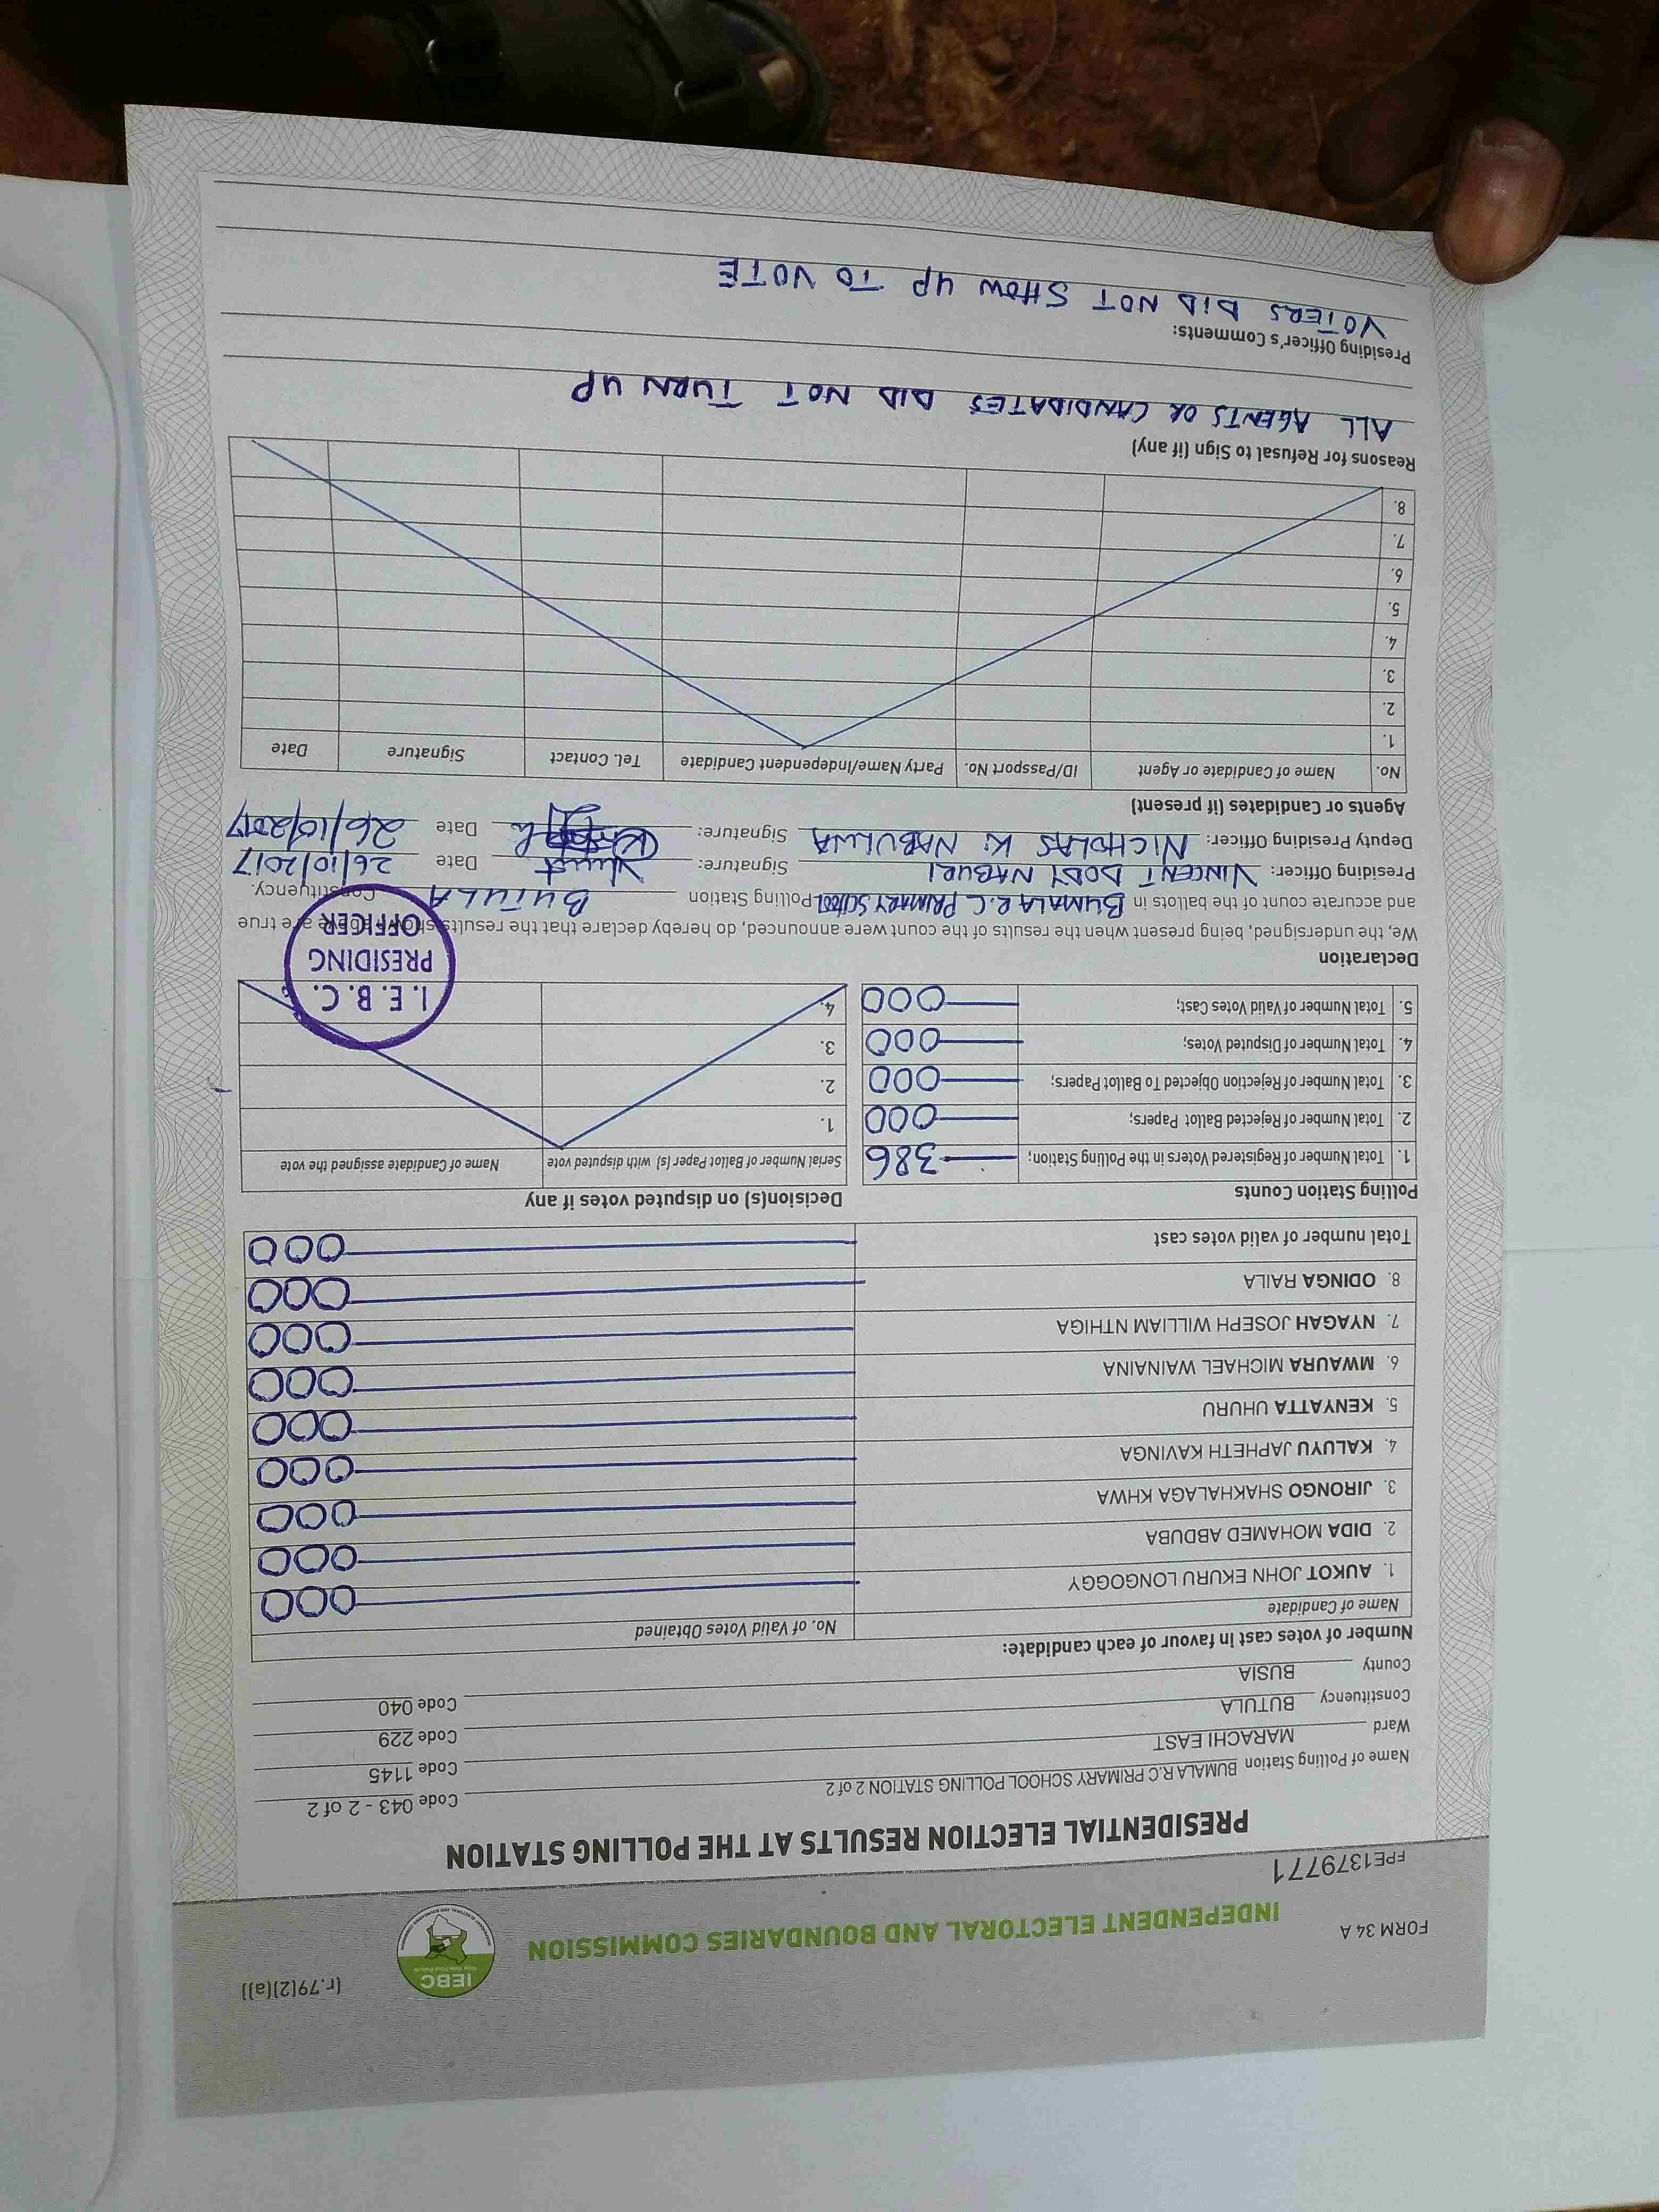 FORM 34 A
(r.79(2)(a))
IEBC
INDEPENDENT ELECTORAL AND BOUNDARIES COMMISSION
FPE1379771
PRESIDENTIAL ELECTION RESULTS AT THE POLLING STATION
Name of Polling Station BUMALA R.C PRIMARY SCHOOL POLLING STATION 2 of 2 Code 043 - 2 of 2
Ward MARACHI EAST Code 1145
Constituency BUTULA Code 229
County BUSIA Code 040
Number of votes cast in favour of each candidate:
Name of Candidate No. of Valid Votes Obtained
1. AUKOT JOHN EKURU LONGOGGY 000
2. DIDA MOHAMED ABDUBA 000
3. JIRONGO SHAKHALAGA KHWA 000
4. KALUYU JAPHETH KAVINGA 000
5. KENYATTA UHURU 000
6. MWAURA MICHAEL WAINAINA 000
7. NYAGAH JOSEPH WILLIAM NTHIGA 000
8. ODINGA RAILA 000
Total number of valid votes cast 000
Polling Station Counts
1. Total Number of Registered Voters in the Polling Station; 386
2. Total Number of Rejected Ballot Papers; 000
3. Total Number of Rejection Objected To Ballot Papers; 000
4. Total Number of Disputed Votes; 000
5. Total Number of Valid Votes Cast; 000
Decision(s) on disputed votes if any
Serial Number of Ballot Paper (s) with disputed vote Name of Candidate assigned the vote
1.
2.
3.
4.
I.E.B.C.
PRESIDING
OFFICER
Declaration
We, the undersigned, being present when the results of the count were announced, do hereby declare that the results shown above are true
and accurate count of the ballots in BUMALA R.C PRIMARY SCHOOL Polling Station BUTULA Constituency.
Presiding Officer: VINCENT DODY NABURI Signature: Date 26/10/2017
Deputy Presiding Officer: NICHOLAS K. NABULWA Signature: Date 26/10/2017
Agents or Candidates (if present)
No. Name of Candidate or Agent ID/Passport No. Party Name/Independent Candidate Tel. Contact Signature Date
1.
2.
3.
4.
5.
6.
7.
8.
Reasons for Refusal to Sign (if any)
ALL AGENTS OR CANDIDATES DID NOT TURN UP
Presiding Officer's Comments:
VOTERS DID NOT SHOW UP TO VOTE